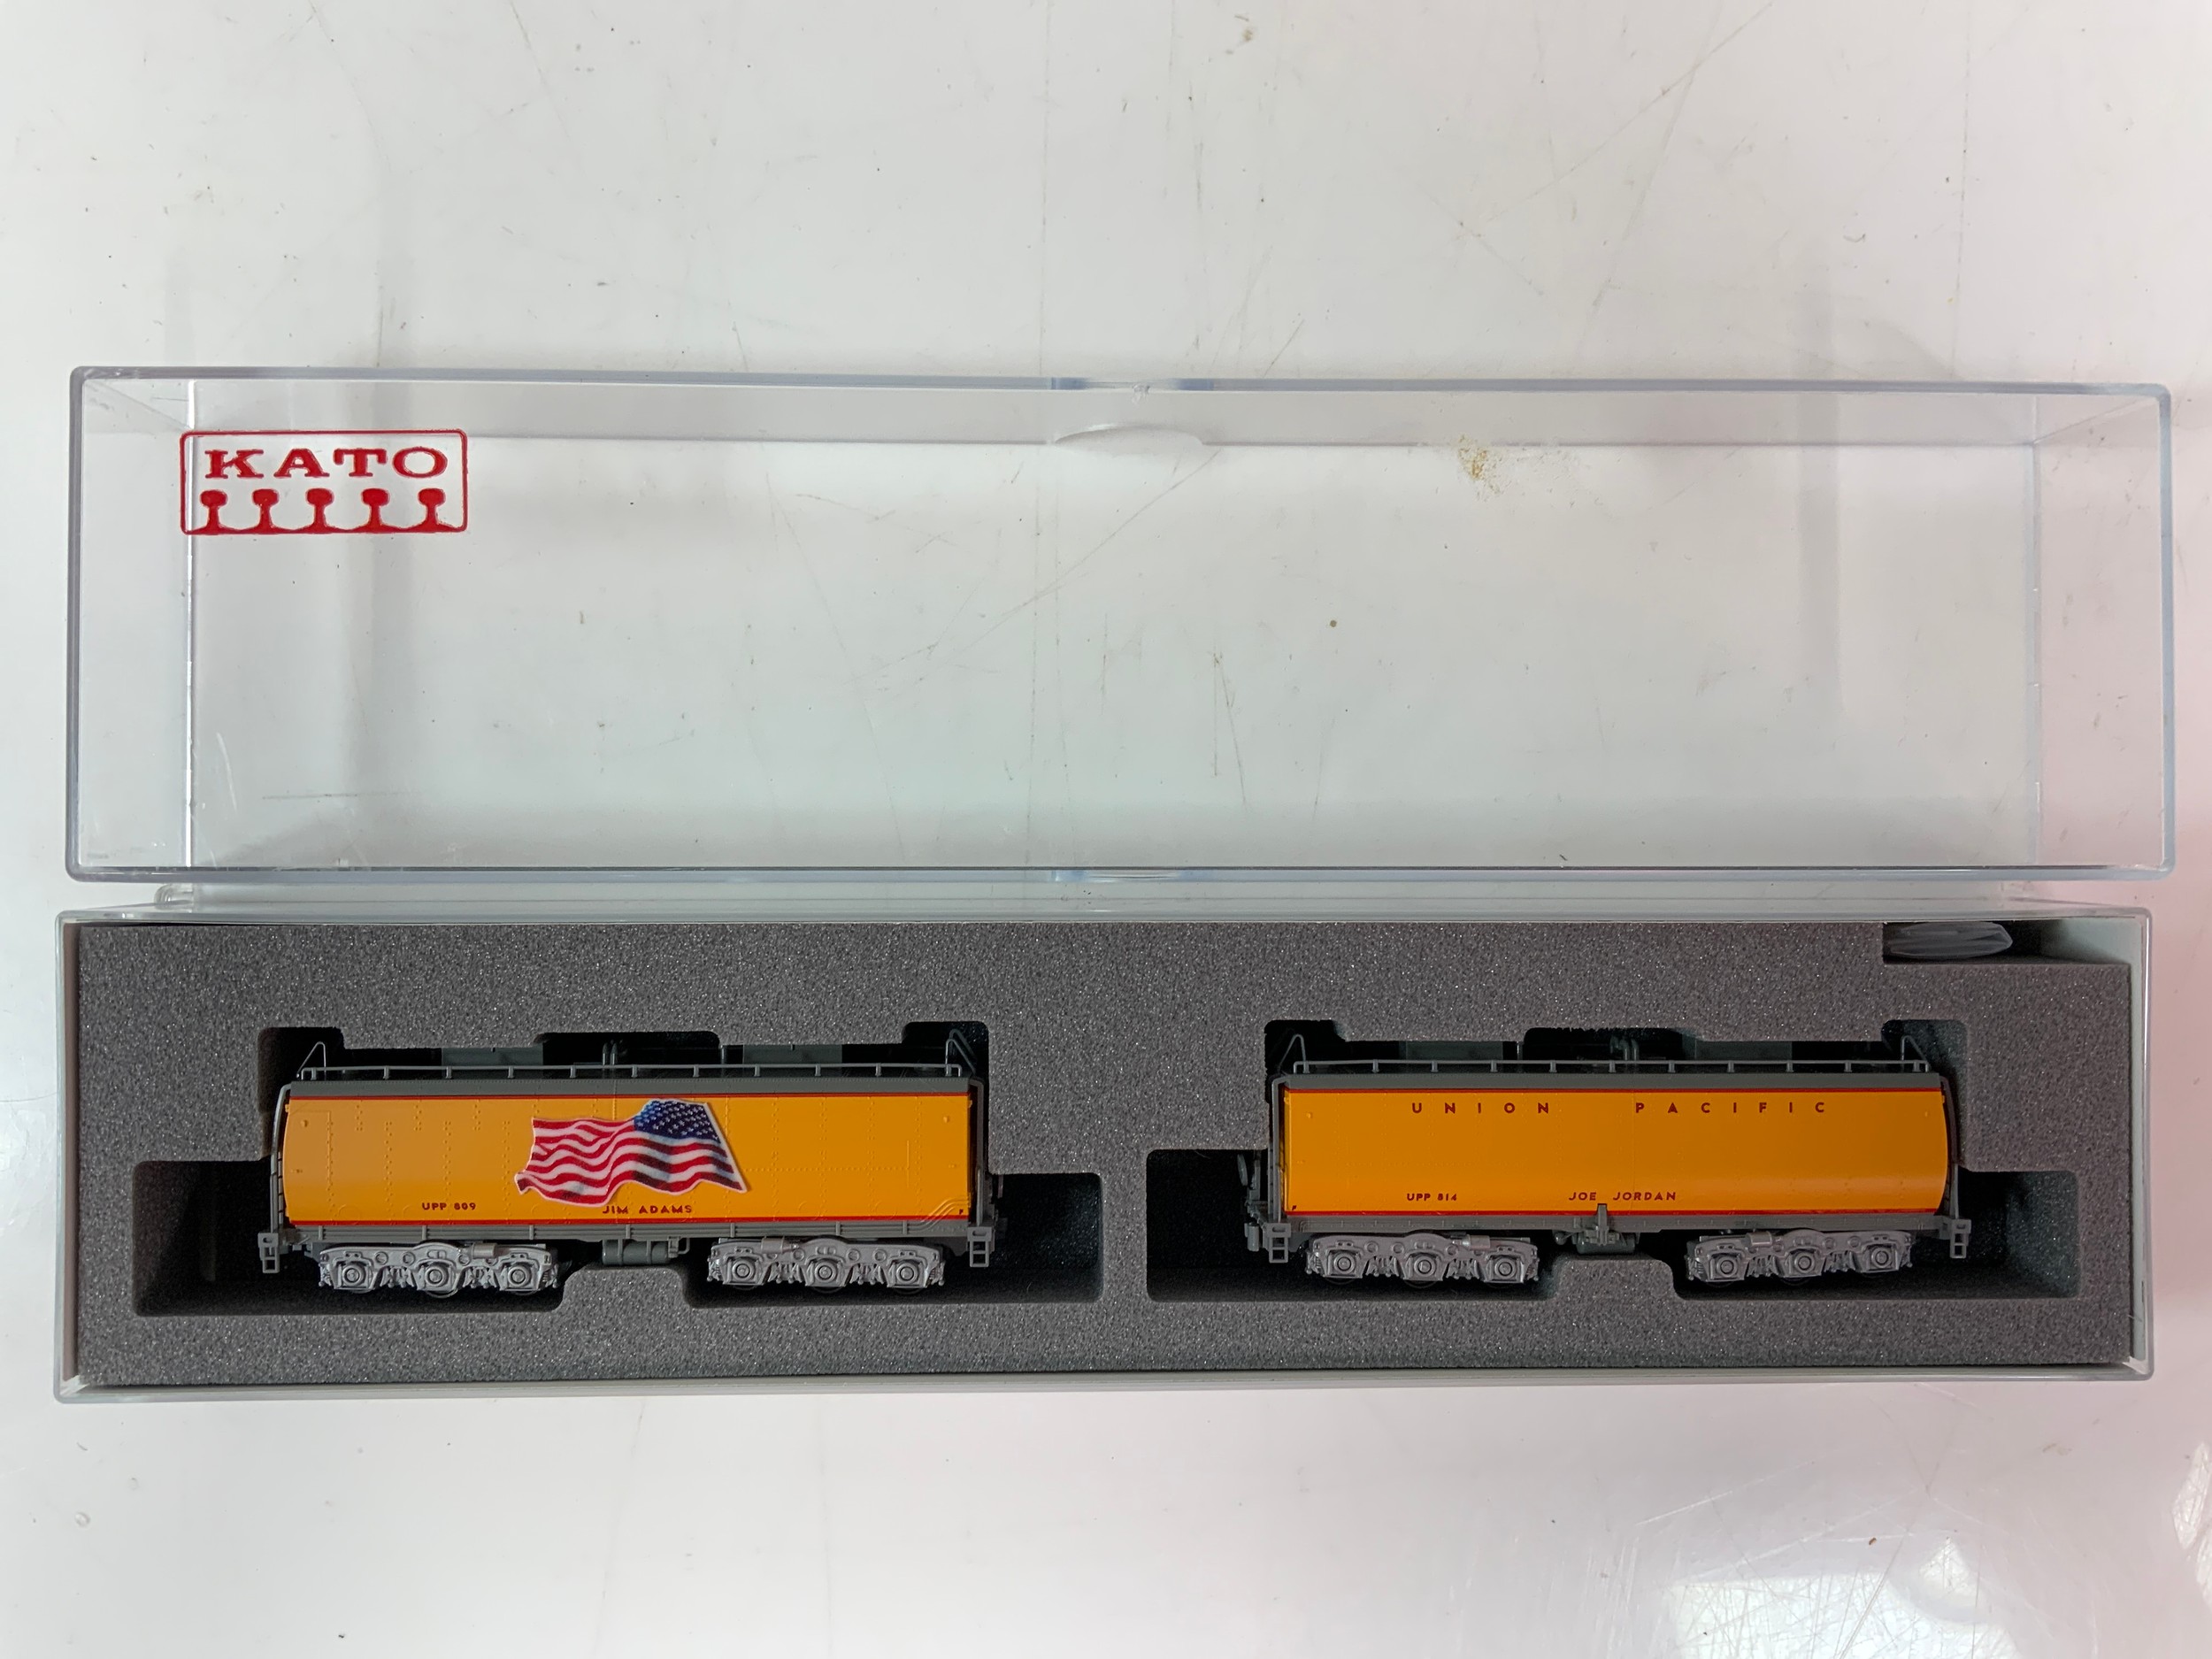 KATO
UNION PACIFIC
UPP 809
JIM ADAMS
UPP 814
JOE JORDAN